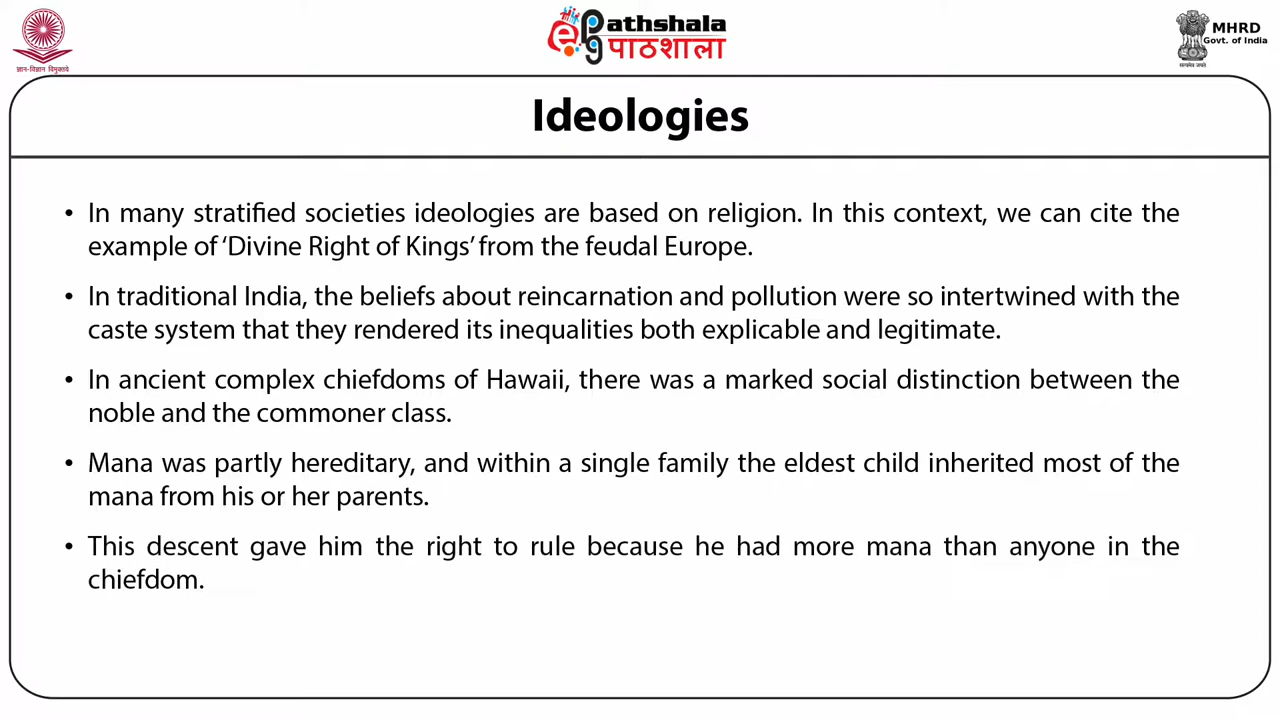 ज्ञान-विज्ञान विमुक्तये
ePG Pathshala
पाठशाला
MHRD
Govt. of India
सत्यमेव जयते
Ideologies
• In many stratified societies ideologies are based on religion. In this context, we can cite the
example of ‘Divine Right of Kings’ from the feudal Europe.
• In traditional India, the beliefs about reincarnation and pollution were so intertwined with the
caste system that they rendered its inequalities both explicable and legitimate.
• In ancient complex chiefdoms of Hawaii, there was a marked social distinction between the
noble and the commoner class.
• Mana was partly hereditary, and within a single family the eldest child inherited most of the
mana from his or her parents.
• This descent gave him the right to rule because he had more mana than anyone in the
chiefdom.